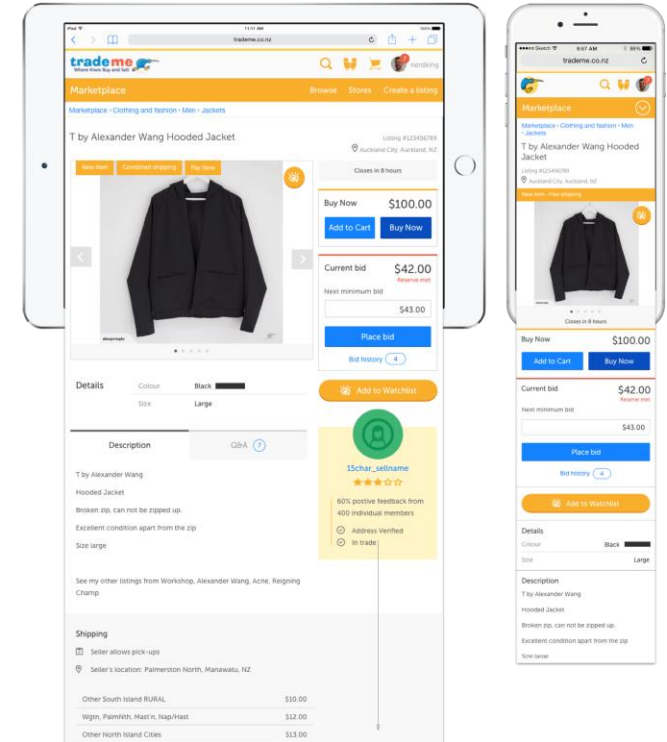 iPad
11:11 AM
100%
trademe.co.nz
trademe
Where Kiwis Buy and Sell
nerdking
Marketplace
Browse Stores Create a listing
Marketplace › Clothing and fashion › Men › Jackets
T by Alexander Wang Hooded Jacket
Listing #123456789
Auckland City, Auckland, NZ
New Item
Combined shipping
Pay Now
Closes in 8 hours
Buy Now $100.00
Add to Cart Buy Now
Current bid $42.00
Reserve met
Next minimum bid
$43.00
Place bid
Bid history 4
Details Colour Black
Size Large
Add to Watchlist
Description Q&A 7
15char_sellname
60% postive feedback from
400 individual members
Address Verified
In trade
T by Alexander Wang
Hooded Jacket
Broken zip, can not be zipped up.
Excellent condition apart from the zip
Size large
See my other listings from Workshop, Alexander Wang, Acne, Reigning
Champ
Shipping
Seller allows pick-ups
Seller's location: Palmerston North, Manawatu, NZ
Other South Island RURAL $10.00
Wgtn, PalmNth, Mast'n, Nap/Hast $12.00
Other North Island Cities $13.00
Sketch
9:07 AM
88%
trademe.co.nz
Marketplace
Marketplace › Clothing and fashion › Men
› Jackets
T by Alexander Wang Hooded
Jacket
Listing #123456789
Auckland City, Auckland, NZ
New item · Free shipping
Closes in 8 hours
Buy Now $100.00
Add to Cart Buy Now
Current bid $42.00
Reserve met
Next minimum bid
$43.00
Place bid
Bid history 4
Add to Watchlist
Details
Colour Black
Size Large
Description
T by Alexander Wang
Hooded Jacket
Broken zip, can not be zipped up.
Excellent condition apart from the zip
Size large